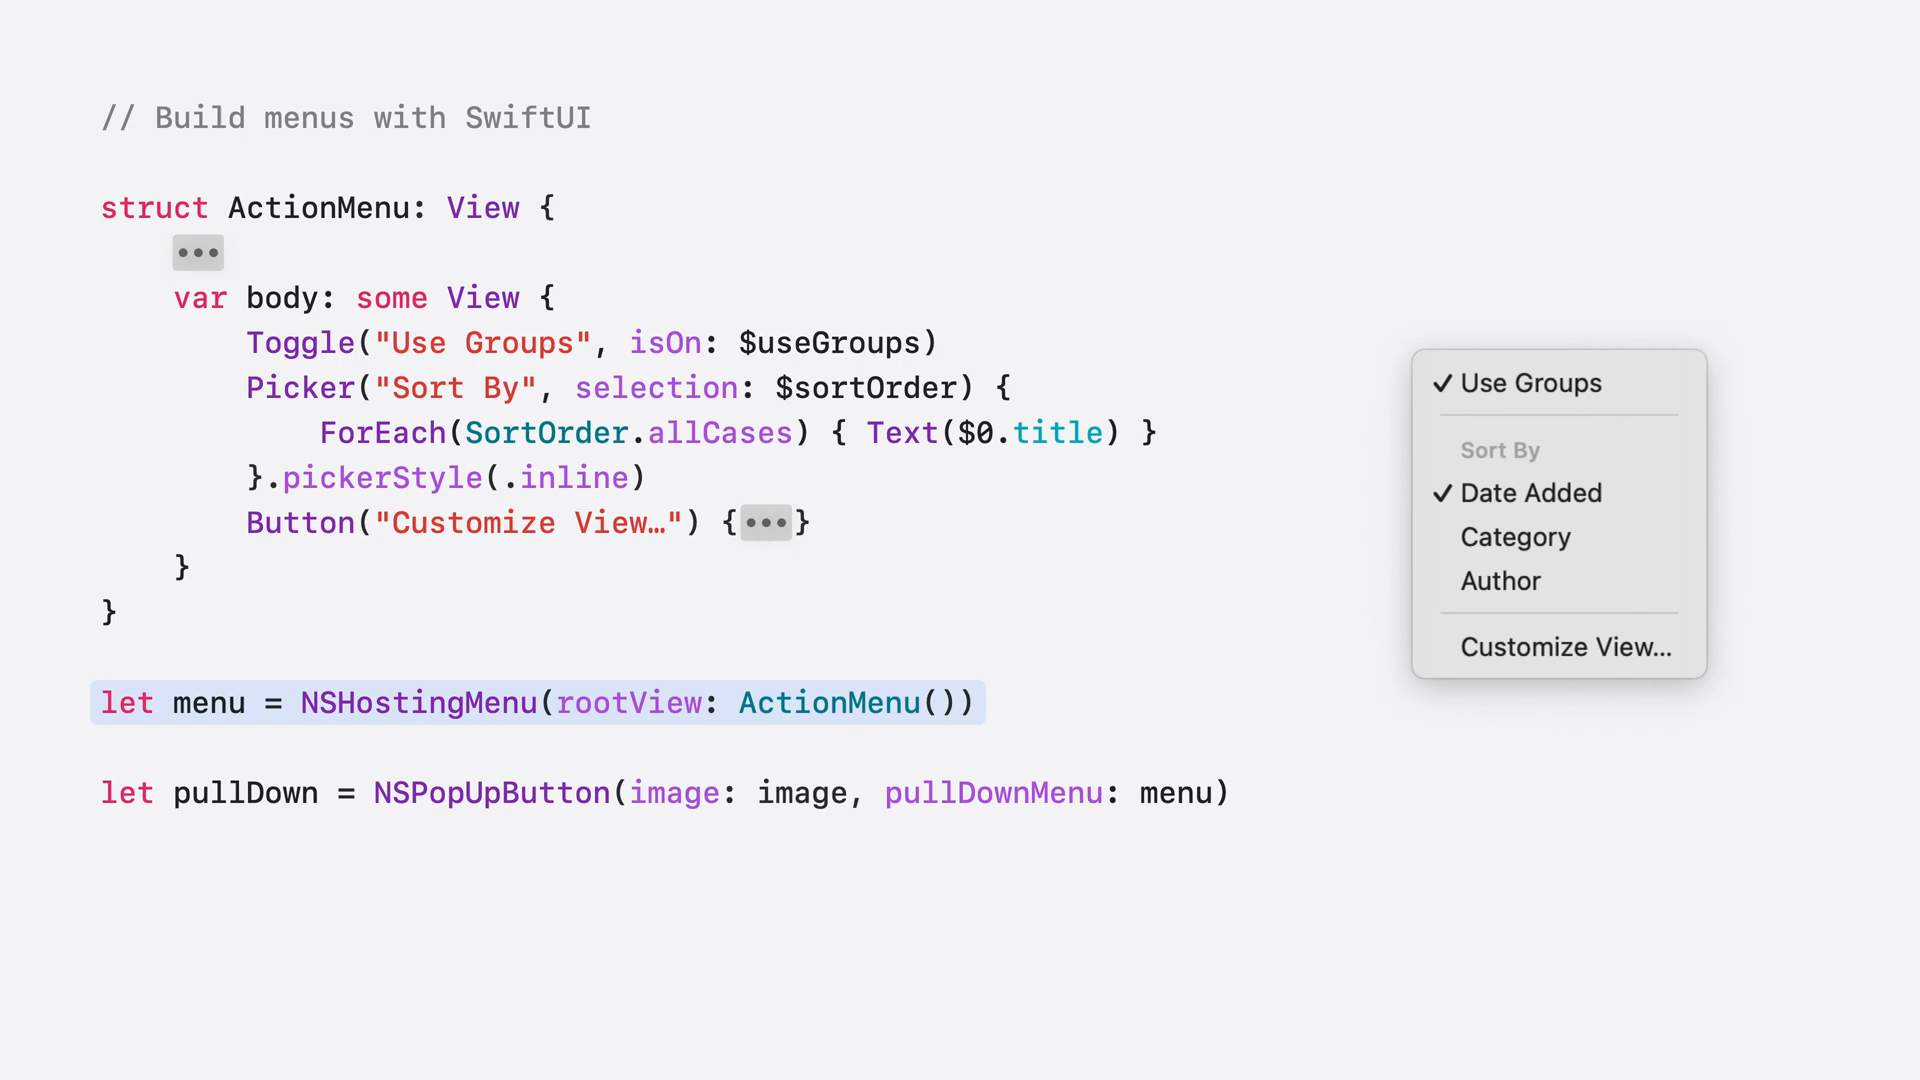 // Build menus with SwiftUI
struct ActionMenu: View {
•••
var body: some View {
Toggle("Use Groups", isOn: $useGroups)
Picker("Sort By", selection: $sortOrder) {
ForEach(SortOrder.allCases) { Text($0.title) }
}.pickerStyle(.inline)
Button("Customize View…") {•••}
}
}
let menu = NSHostingMenu(rootView: ActionMenu())
let pullDown = NSPopUpButton(image: image, pullDownMenu: menu)
✓ Use Groups
Sort By
✓ Date Added
Category
Author
Customize View...